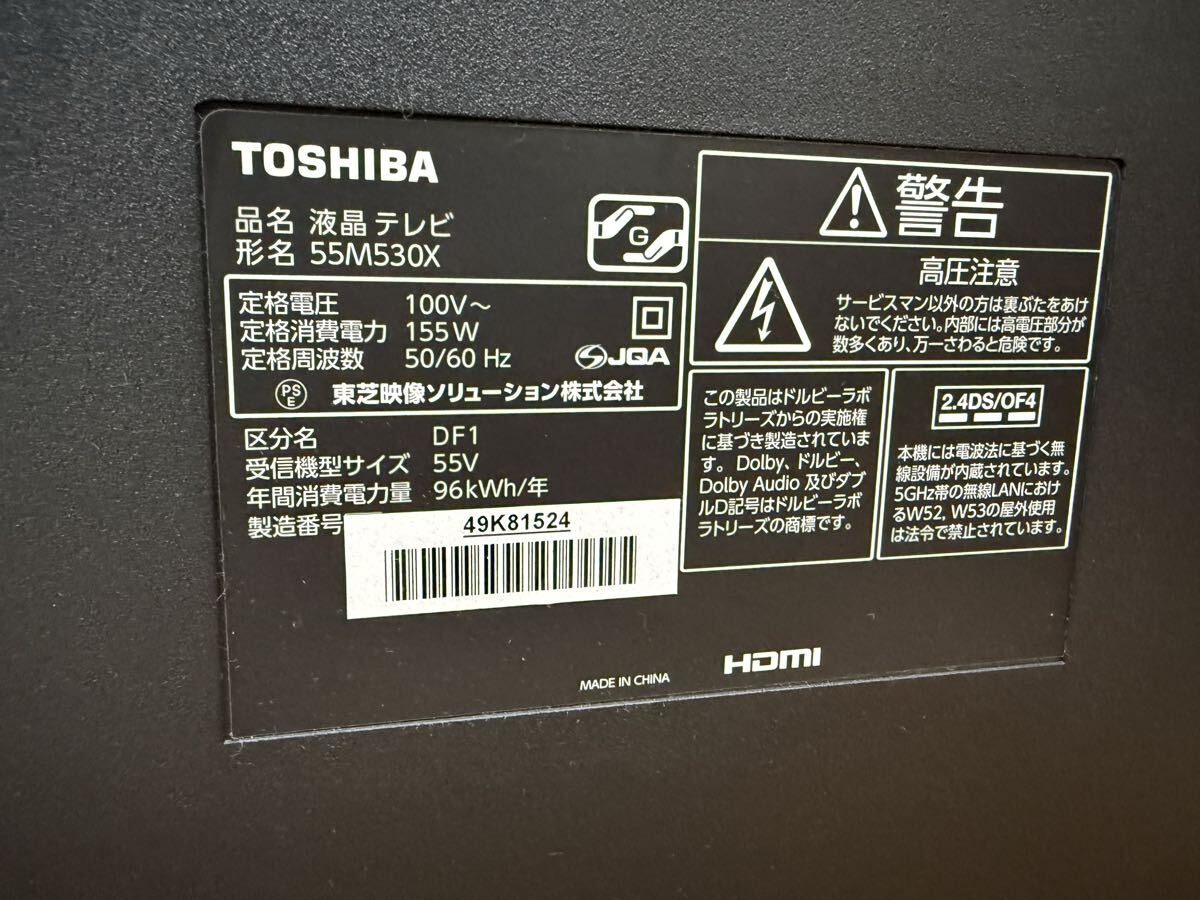 TOSHIBA
品名 液晶テレビ
形名 55M530X
G
定格電圧 100V～
定格消費電力 155W
定格周波数 50/60 Hz
JQA
PS
E
東芝映像ソリューション株式会社
区分名 DF1
受信機型サイズ 55V
年間消費電力量 96kWh/年
製造番号
49K81524
MADE IN CHINA
HDMI
警告
高圧注意
サービスマン以外の方は裏ぶたをあけ
ないでください。内部には高電圧部分が
数多くあり、万一さわると危険です。
この製品はドルビーラボ
ラトリーズからの実施権
に基づき製造されていま
す。Dolby、ドルビー、
Dolby Audio 及びダブ
ルD記号はドルビーラボ
ラトリーズの商標です。
2.4DS/OF4
本機には電波法に基づく無
線設備が内蔵されています。
5GHz帯の無線LANにおけ
るW52, W53の屋外使用
は法令で禁止されています。